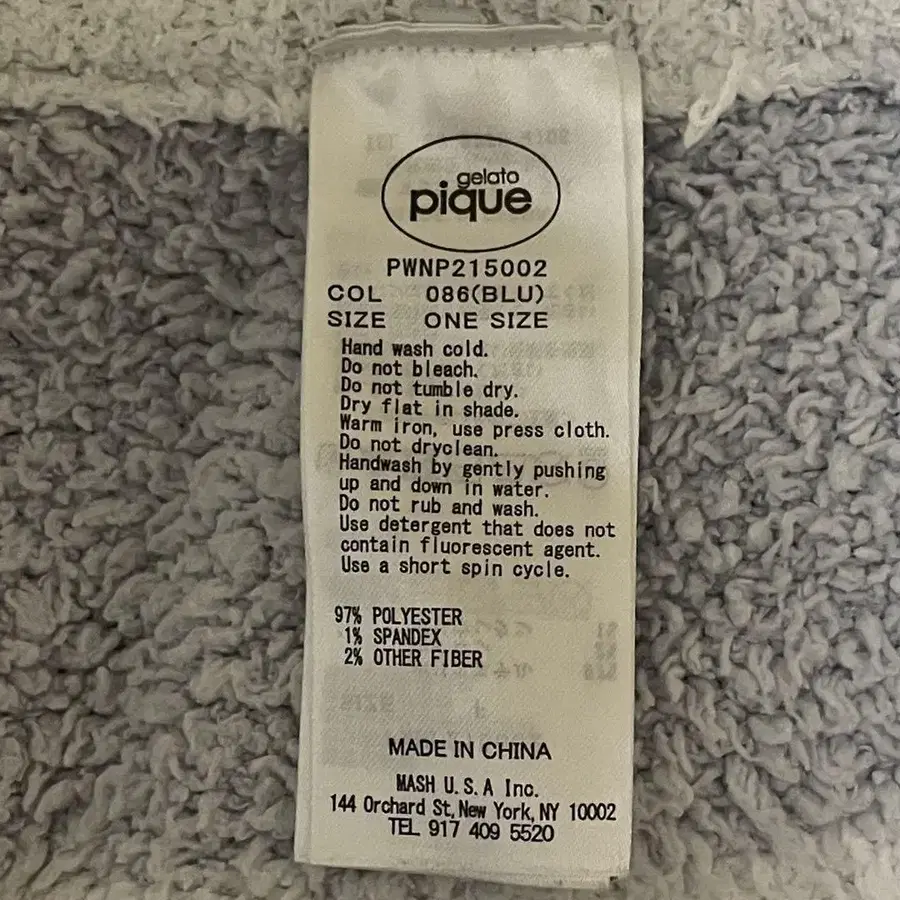 gelato
pique
PWNP215002
COL 086(BLU)
SIZE ONE SIZE
Hand wash cold.
Do not bleach.
Do not tumble dry.
Dry flat in shade.
Warm iron, use press cloth.
Do not dryclean.
Handwash by gently pushing
up and down in water.
Do not rub and wash.
Use detergent that does not
contain fluorescent agent.
Use a short spin cycle.
97% POLYESTER
1% SPANDEX
2% OTHER FIBER
MADE IN CHINA
MASH U.S.A Inc.
144 Orchard St, New York, NY 10002
TEL 917 409 5520